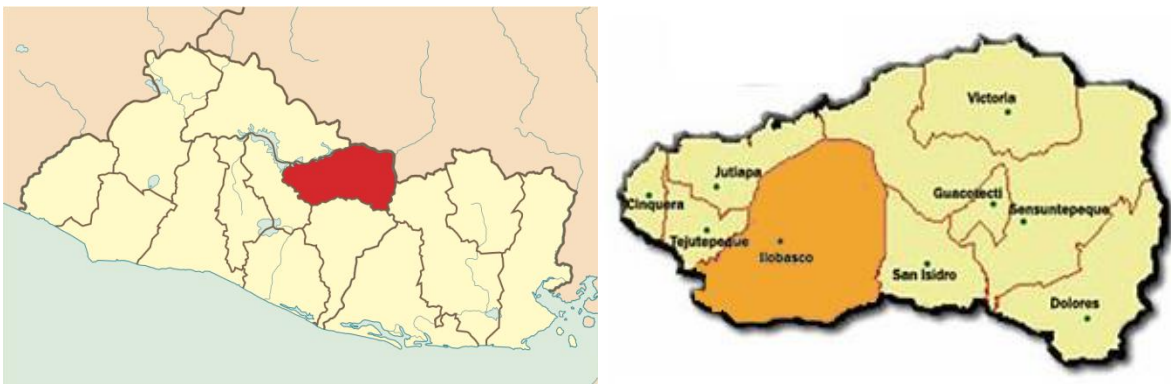 Victoria
Jutiapa
Cinquera
Guacotecti
Sensuntepeque
Tejutepeque
Ilobasco
San Isidro
Dolores